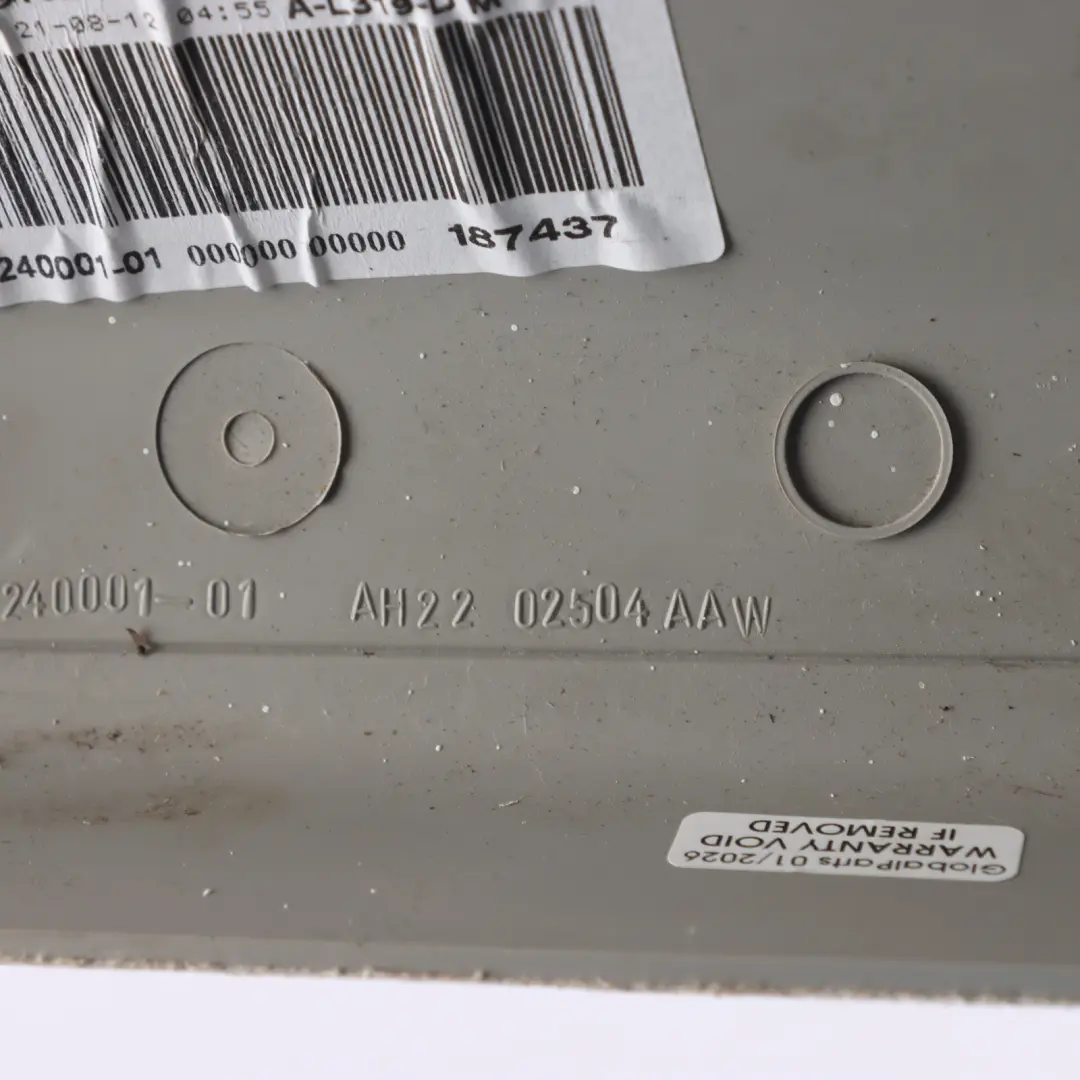 21-08-12 04:55 A-L319-D M
240001-01 000000 00000 187437
240001-01 AH22 02504 AAW
GlobalParts 01/2026
WARRANTY VOID
IF REMOVED